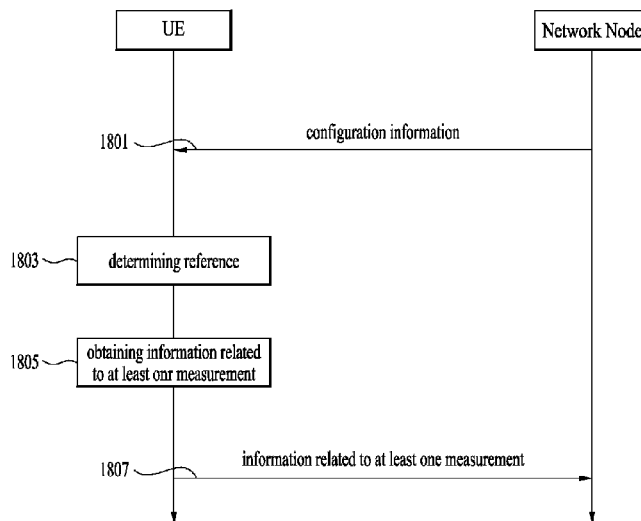 UE
Network Node
configuration information
1801
determining reference
1803
obtaining information related
to at least onr measurement
1805
information related to at least one measurement
1807